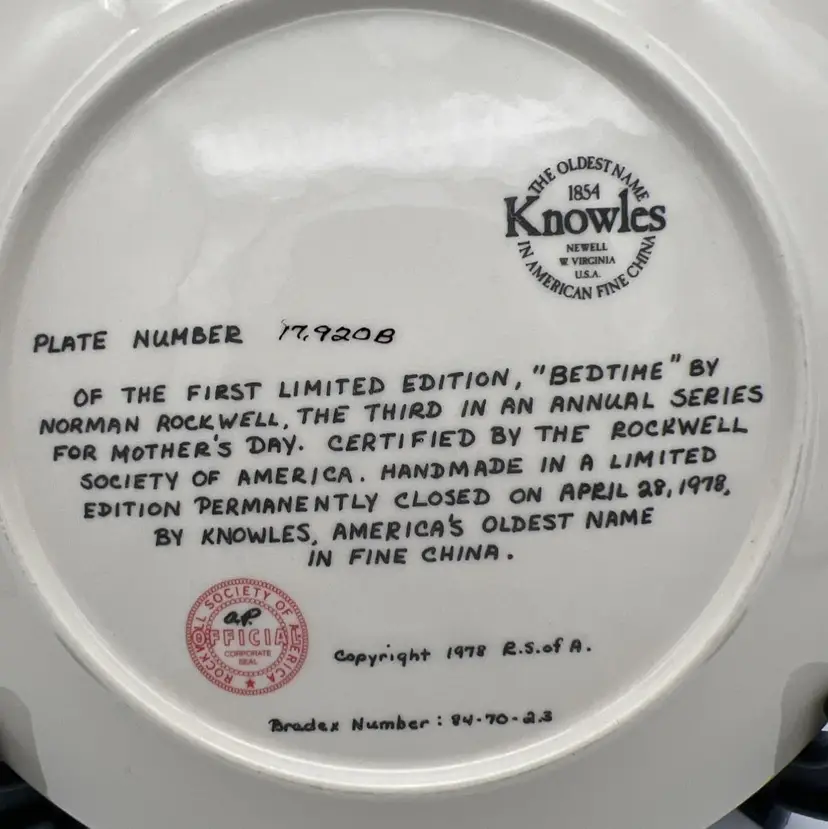 THE OLDEST NAME
1854
Knowles
NEWELL
W. VIRGINIA
U.S.A.
IN AMERICAN FINE CHINA
PLATE NUMBER 17,920B
OF THE FIRST LIMITED EDITION, "BEDTIME" BY
NORMAN ROCKWELL, THE THIRD IN AN ANNUAL SERIES
FOR MOTHER'S DAY. CERTIFIED BY THE ROCKWELL
SOCIETY OF AMERICA. HANDMADE IN A LIMITED
EDITION PERMANENTLY CLOSED ON APRIL 28, 1978,
BY KNOWLES, AMERICA'S OLDEST NAME
IN FINE CHINA.
ROCKWELL SOCIETY OF AMERICA
a.P.
OFFICIAL
CORPORATE
SEAL
Copyright 1978 R.S.of A.
Bradex Number: 84-70-2.3